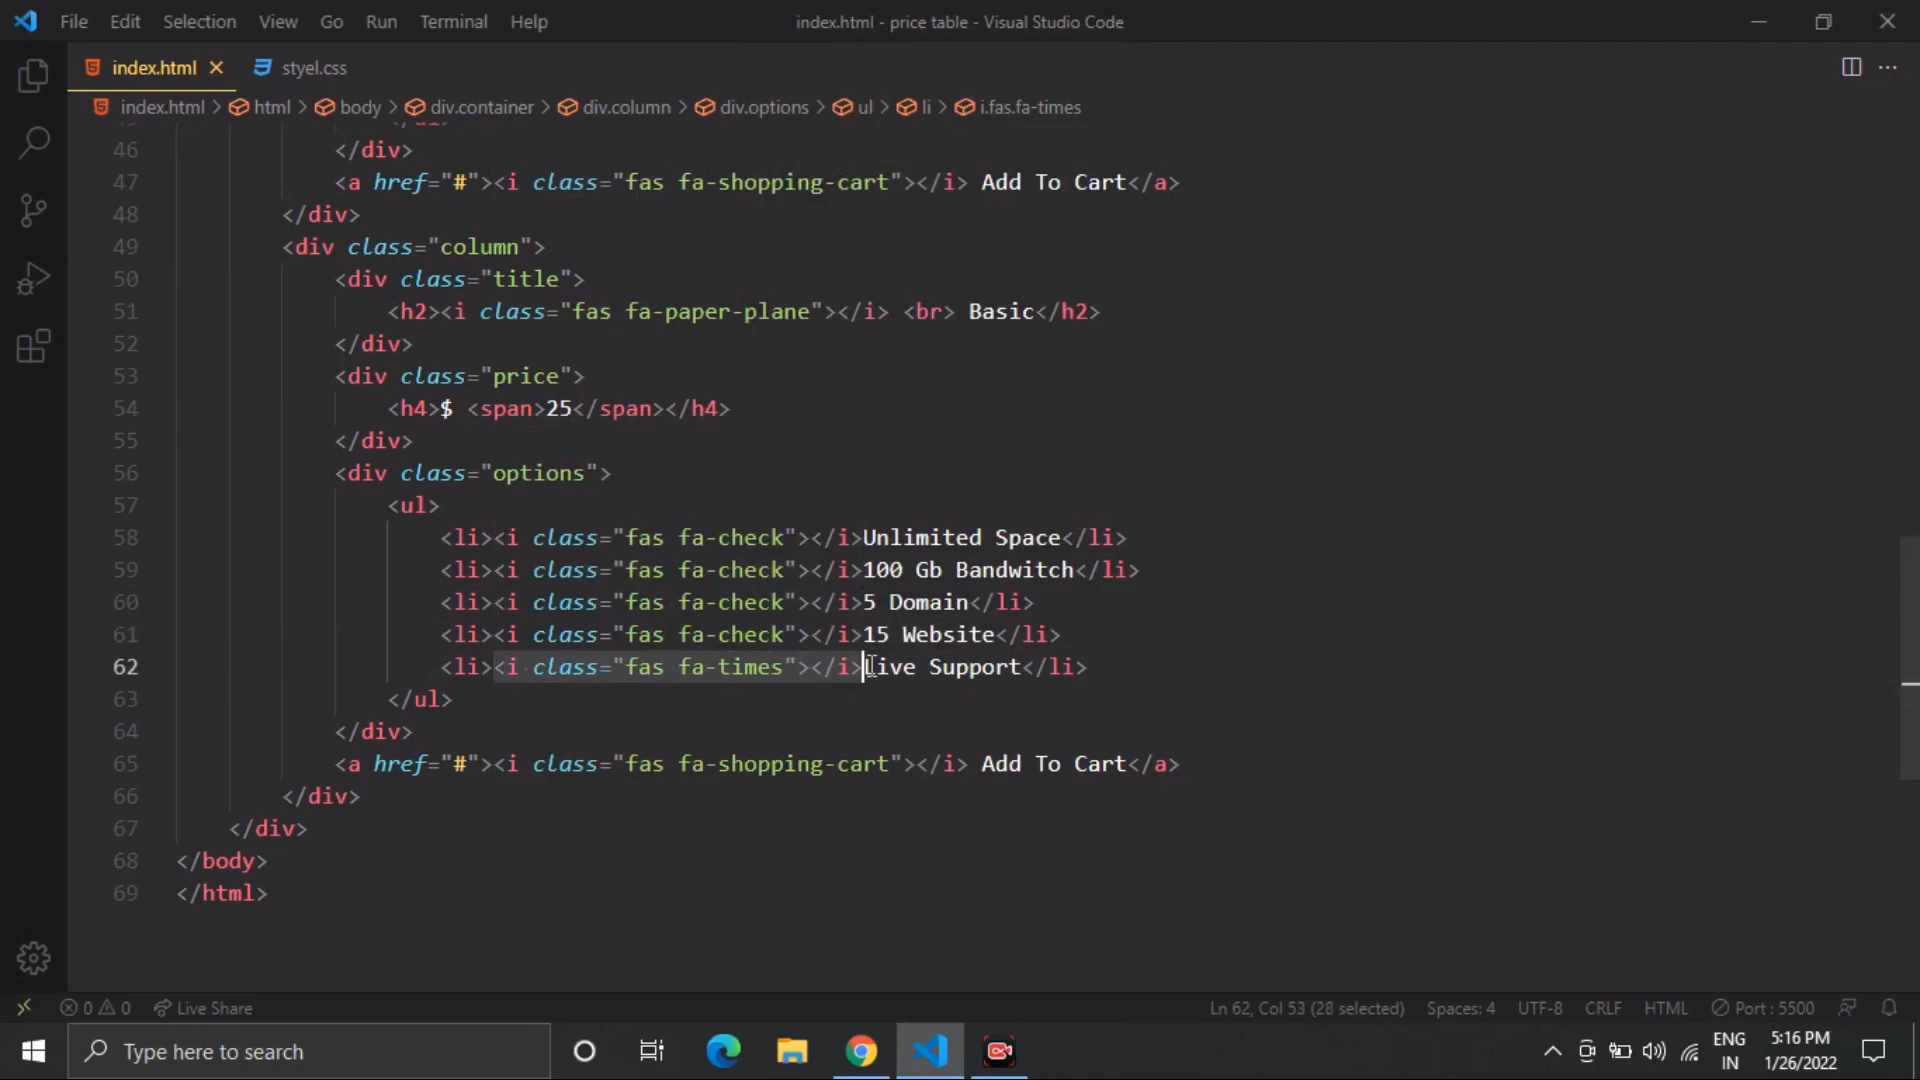 File Edit Selection View Go Run Terminal Help index.html - price table - Visual Studio Code
index.html styel.css
index.html > html > body > div.container > div.column > div.options > ul > li > i.fas.fa-times
46 </div>
47 <a href="#"><i class="fas fa-shopping-cart"></i> Add To Cart</a>
48 </div>
49 <div class="column">
50 <div class="title">
51 <h2><i class="fas fa-paper-plane"></i> <br> Basic</h2>
52 </div>
53 <div class="price">
54 <h4>$ <span>25</span></h4>
55 </div>
56 <div class="options">
57 <ul>
58 <li><i class="fas fa-check"></i>Unlimited Space</li>
59 <li><i class="fas fa-check"></i>100 Gb Bandwitch</li>
60 <li><i class="fas fa-check"></i>5 Domain</li>
61 <li><i class="fas fa-check"></i>15 Website</li>
62 <li><i class="fas fa-times"></i>Live Support</li>
63 </ul>
64 </div>
65 <a href="#"><i class="fas fa-shopping-cart"></i> Add To Cart</a>
66 </div>
67 </div>
68 </body>
69 </html>
0 0 Live Share Ln 62, Col 53 (28 selected) Spaces: 4 UTF-8 CRLF HTML Port : 5500
Type here to search
ENG 5:16 PM
IN 1/26/2022